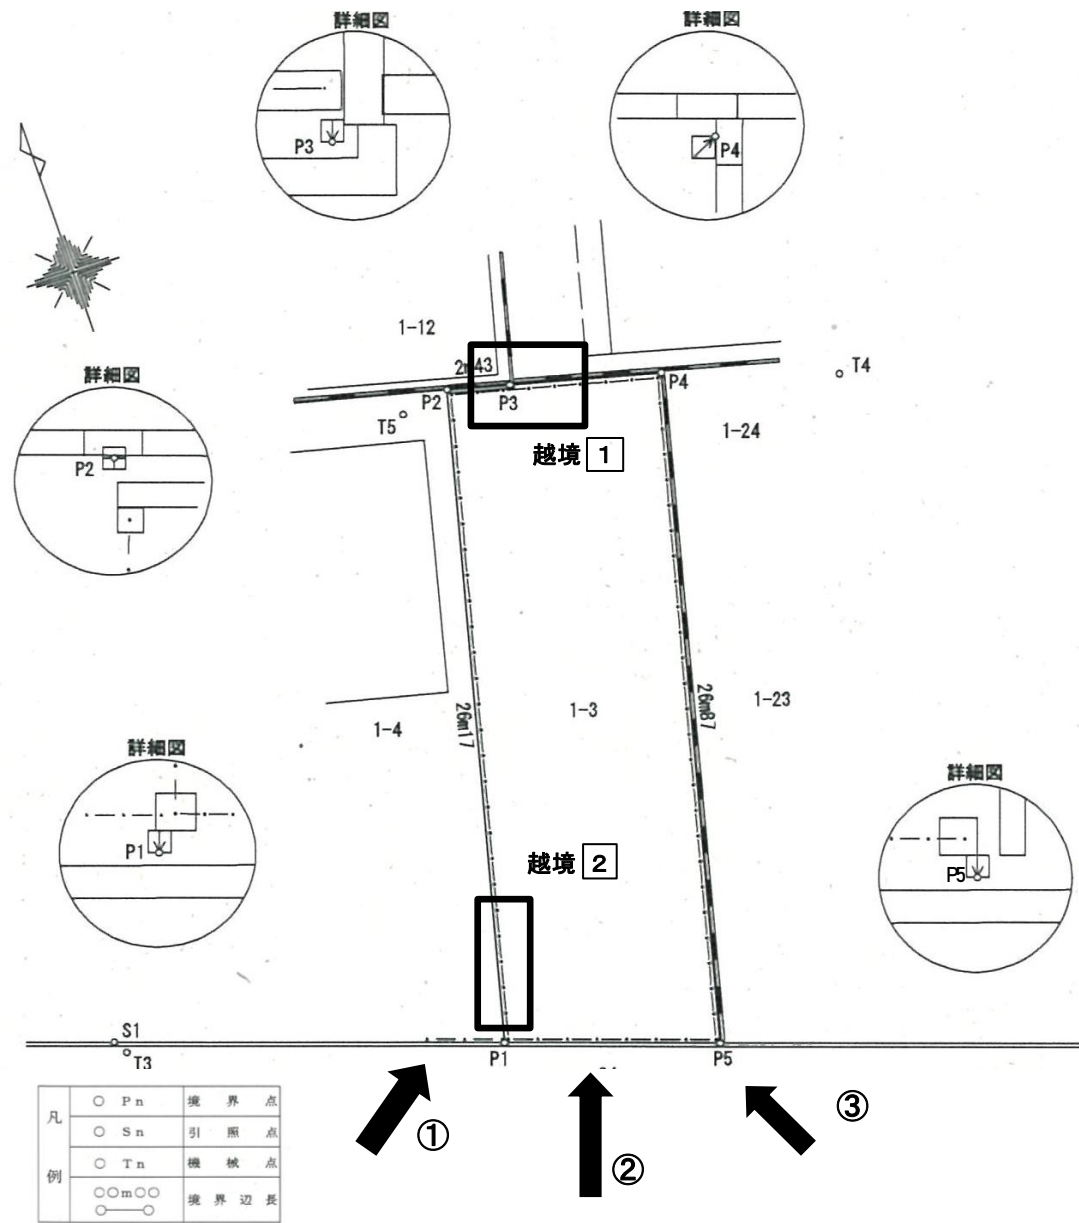 詳細図
詳細図
P3
P4
1-12
2m43
T4
詳細図
P2
P3
P4
T5
1-24
越境 1
P2
26m17
26m87
1-3
1-23
1-4
詳細図
詳細図
越境 2
P1
P5
S1
T3
P1
P5
凡例
○ Pn 境界点
○ Sn 引照点
○ Tn 機械点
○○m○○ 境界辺長
①
②
③